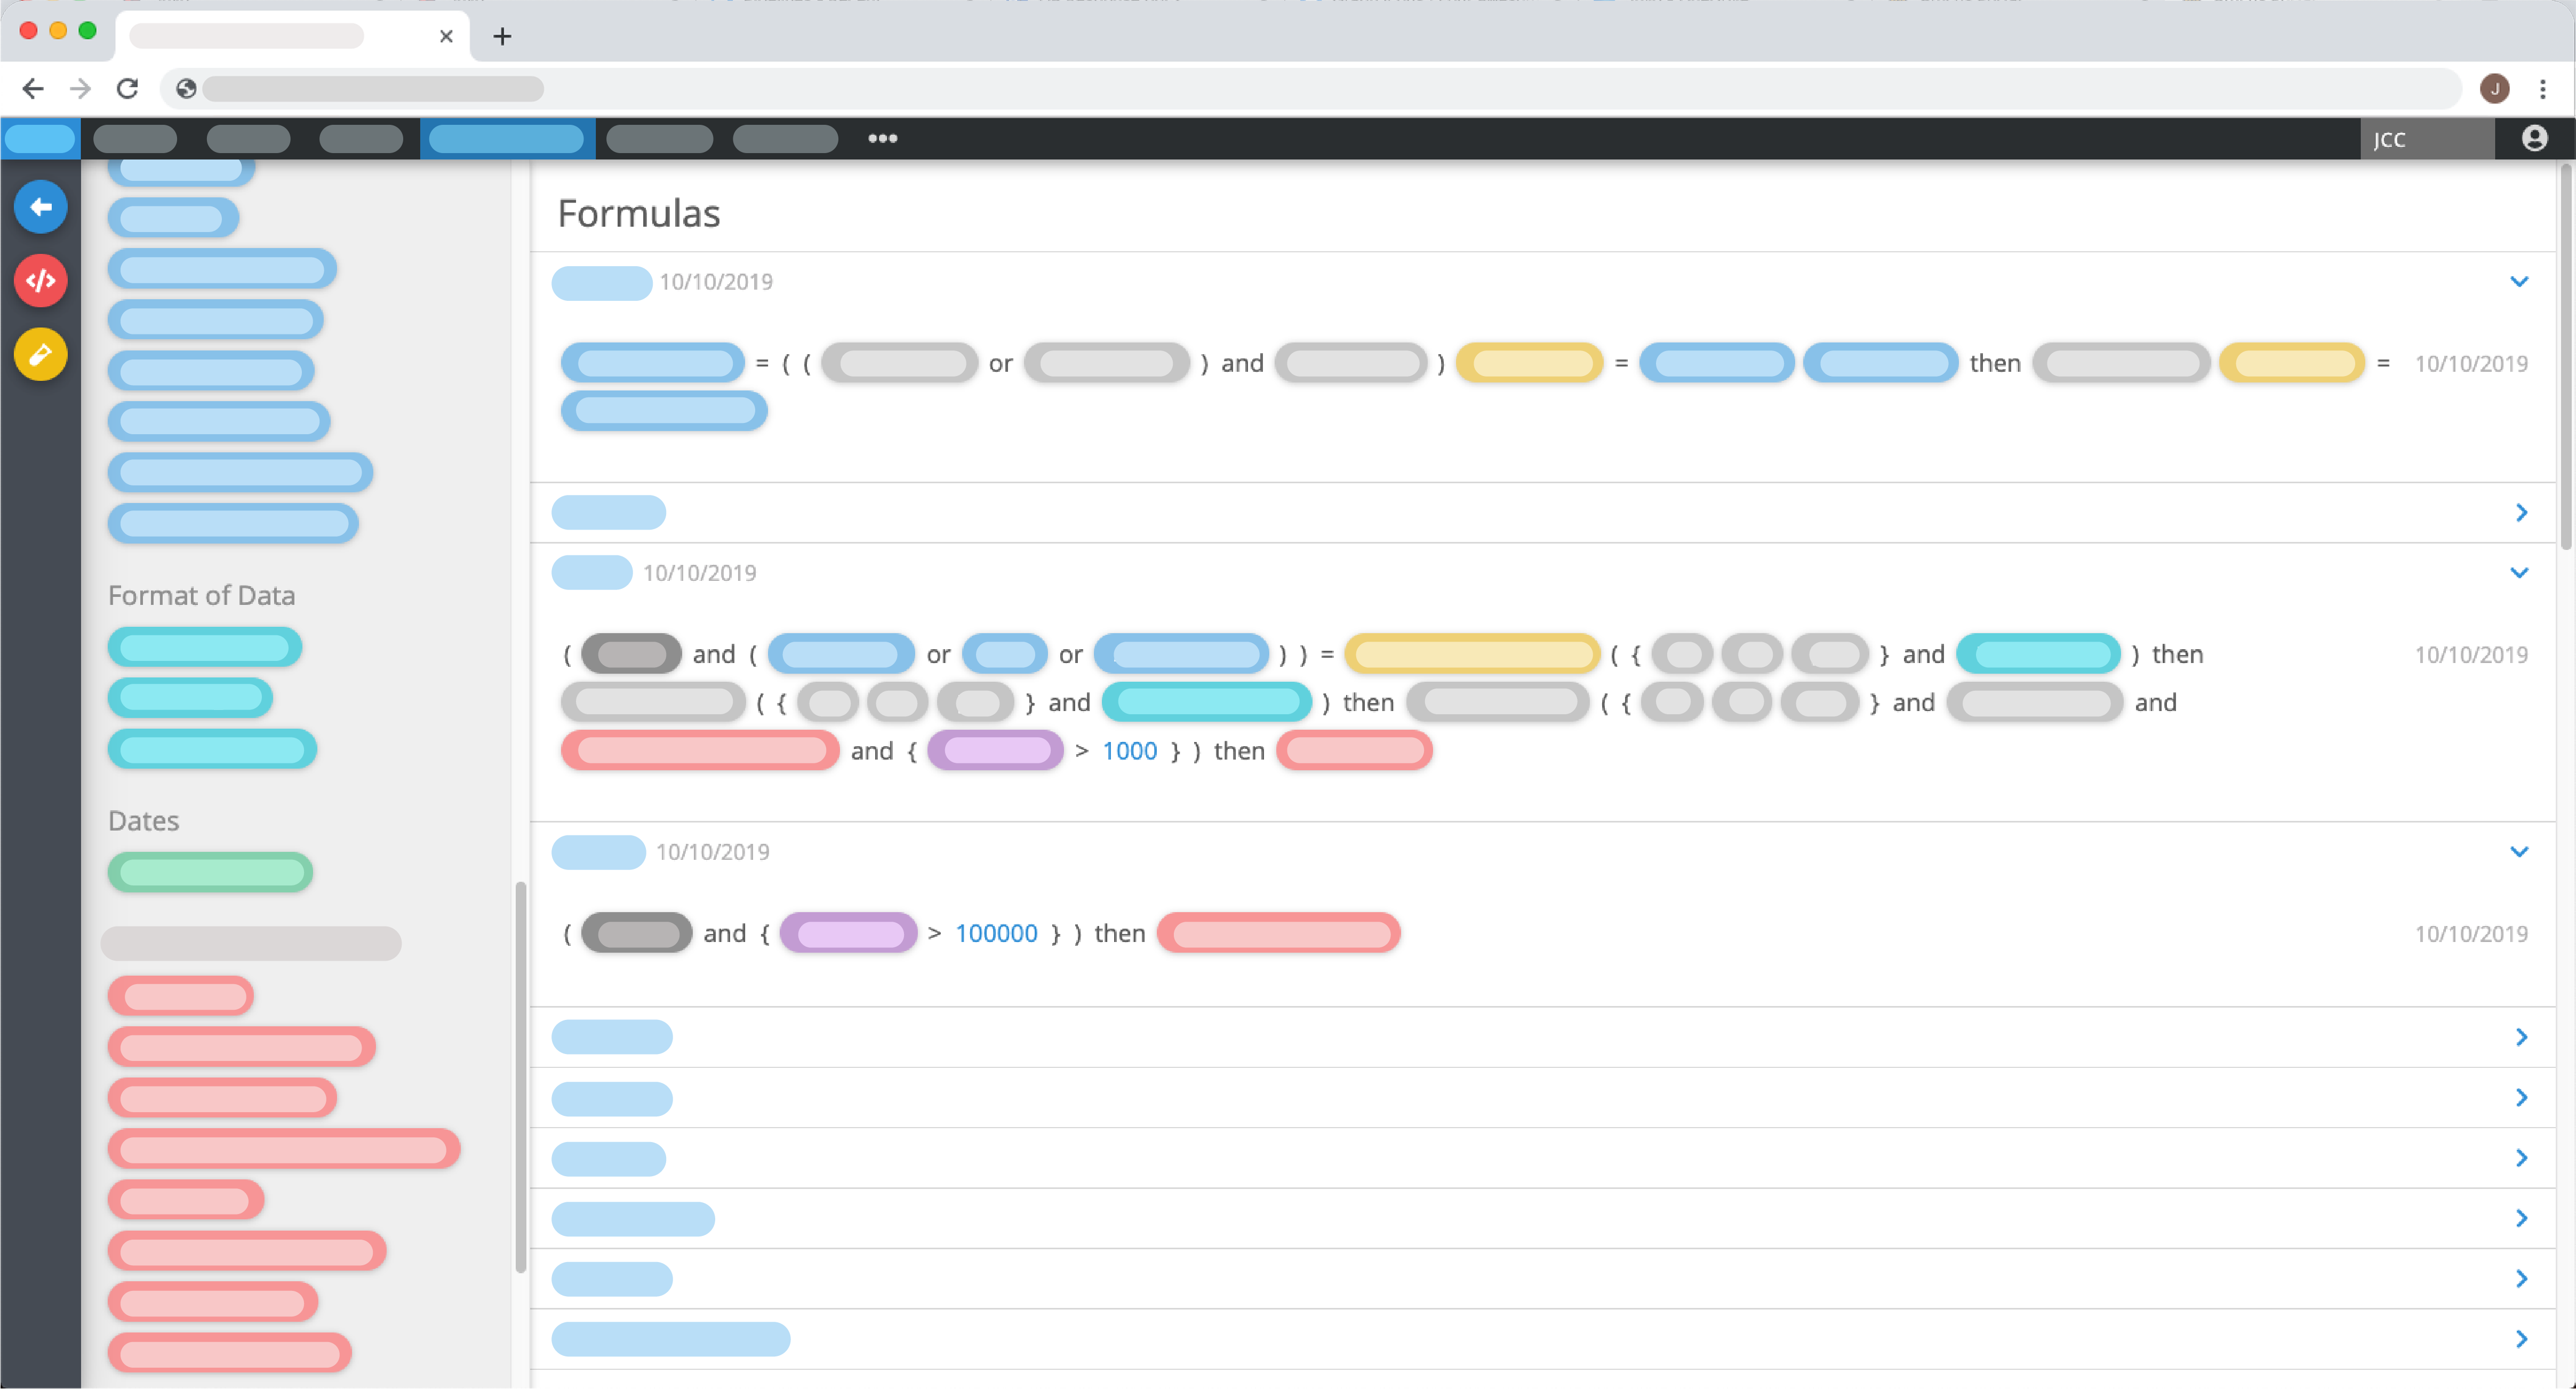 J
JCC
Format of Data
Dates
Formulas
10/10/2019
= ( ( or ) and ) = then = 10/10/2019
10/10/2019
( and ( or or ) ) = ( { } and ) then 10/10/2019
( { } and ) then ( { } and and
and { > 1000 } ) then
10/10/2019
( and { > 100000 } ) then 10/10/2019